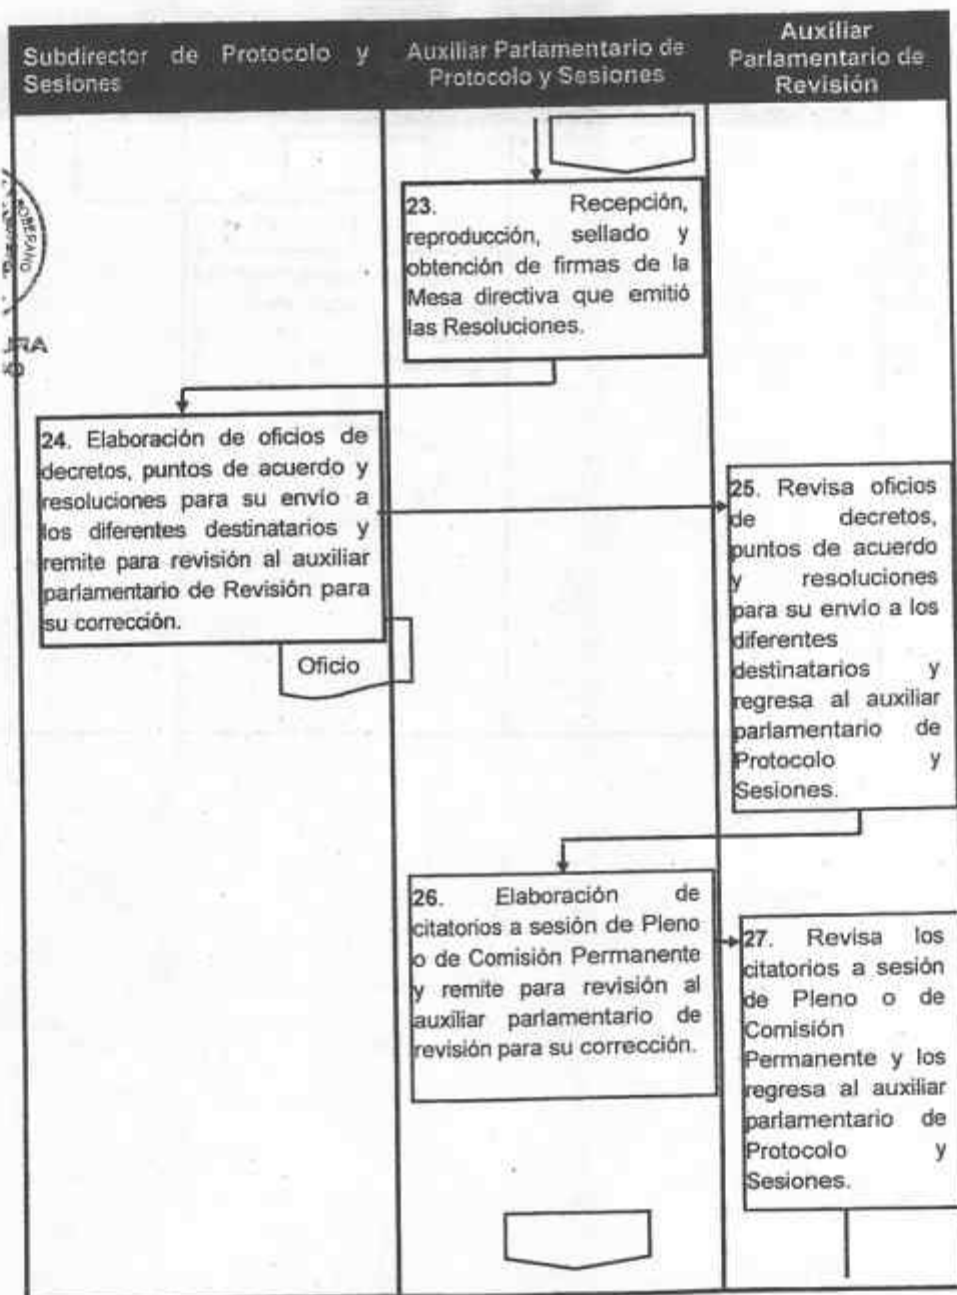 Subdirector de Protocolo y
Sesiones
Auxiliar Parlamentario de
Protocolo y Sesiones
Auxiliar
Parlamentario de
Revisión
SOBERANO
23. Recepción,
reproducción, sellado y
obtención de firmas de la
Mesa directiva que emitió
las Resoluciones.
24. Elaboración de oficios de
decretos, puntos de acuerdo y
resoluciones para su envío a
los diferentes destinatarios y
remite para revisión al auxiliar
parlamentario de Revisión para
su corrección.
Oficio
25. Revisa oficios
de decretos,
puntos de acuerdo
y resoluciones
para su envío a los
diferentes
destinatarios y
regresa al auxiliar
parlamentario de
Protocolo y
Sesiones.
26. Elaboración de
citatorios a sesión de Pleno
o de Comisión Permanente
y remite para revisión al
auxiliar parlamentario de
revisión para su corrección.
27. Revisa los
citatorios a sesión
de Pleno o de
Comisión
Permanente y los
regresa al auxiliar
parlamentario de
Protocolo y
Sesiones.